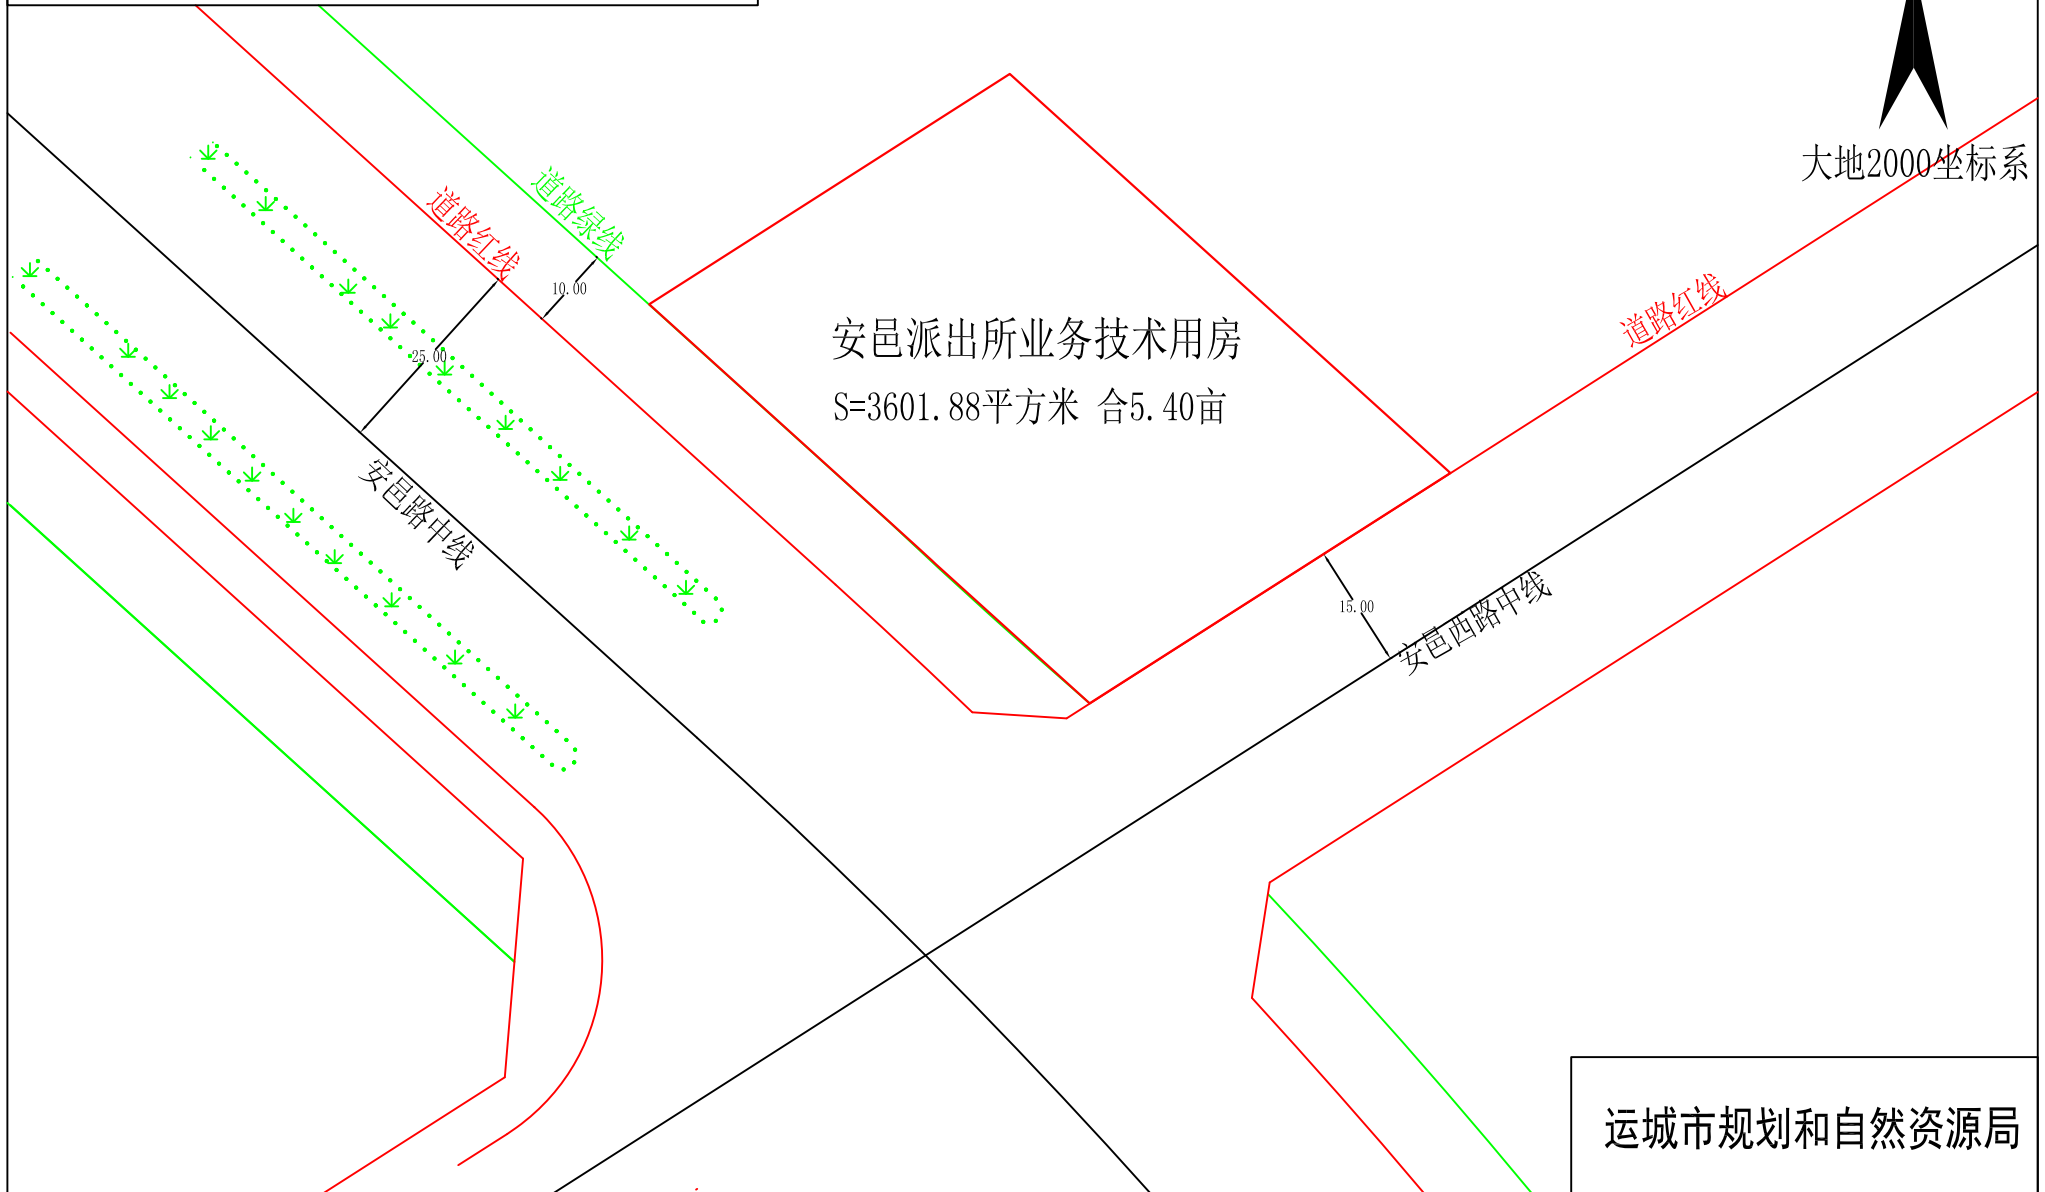 大地2000坐标系
道路绿线
道路红线
10.00
道路红线
25.00
安邑派出所业务技术用房
S=3601.88平方米 合5.40亩
安邑路中线
15.00
安邑西路中线
运城市规划和自然资源局